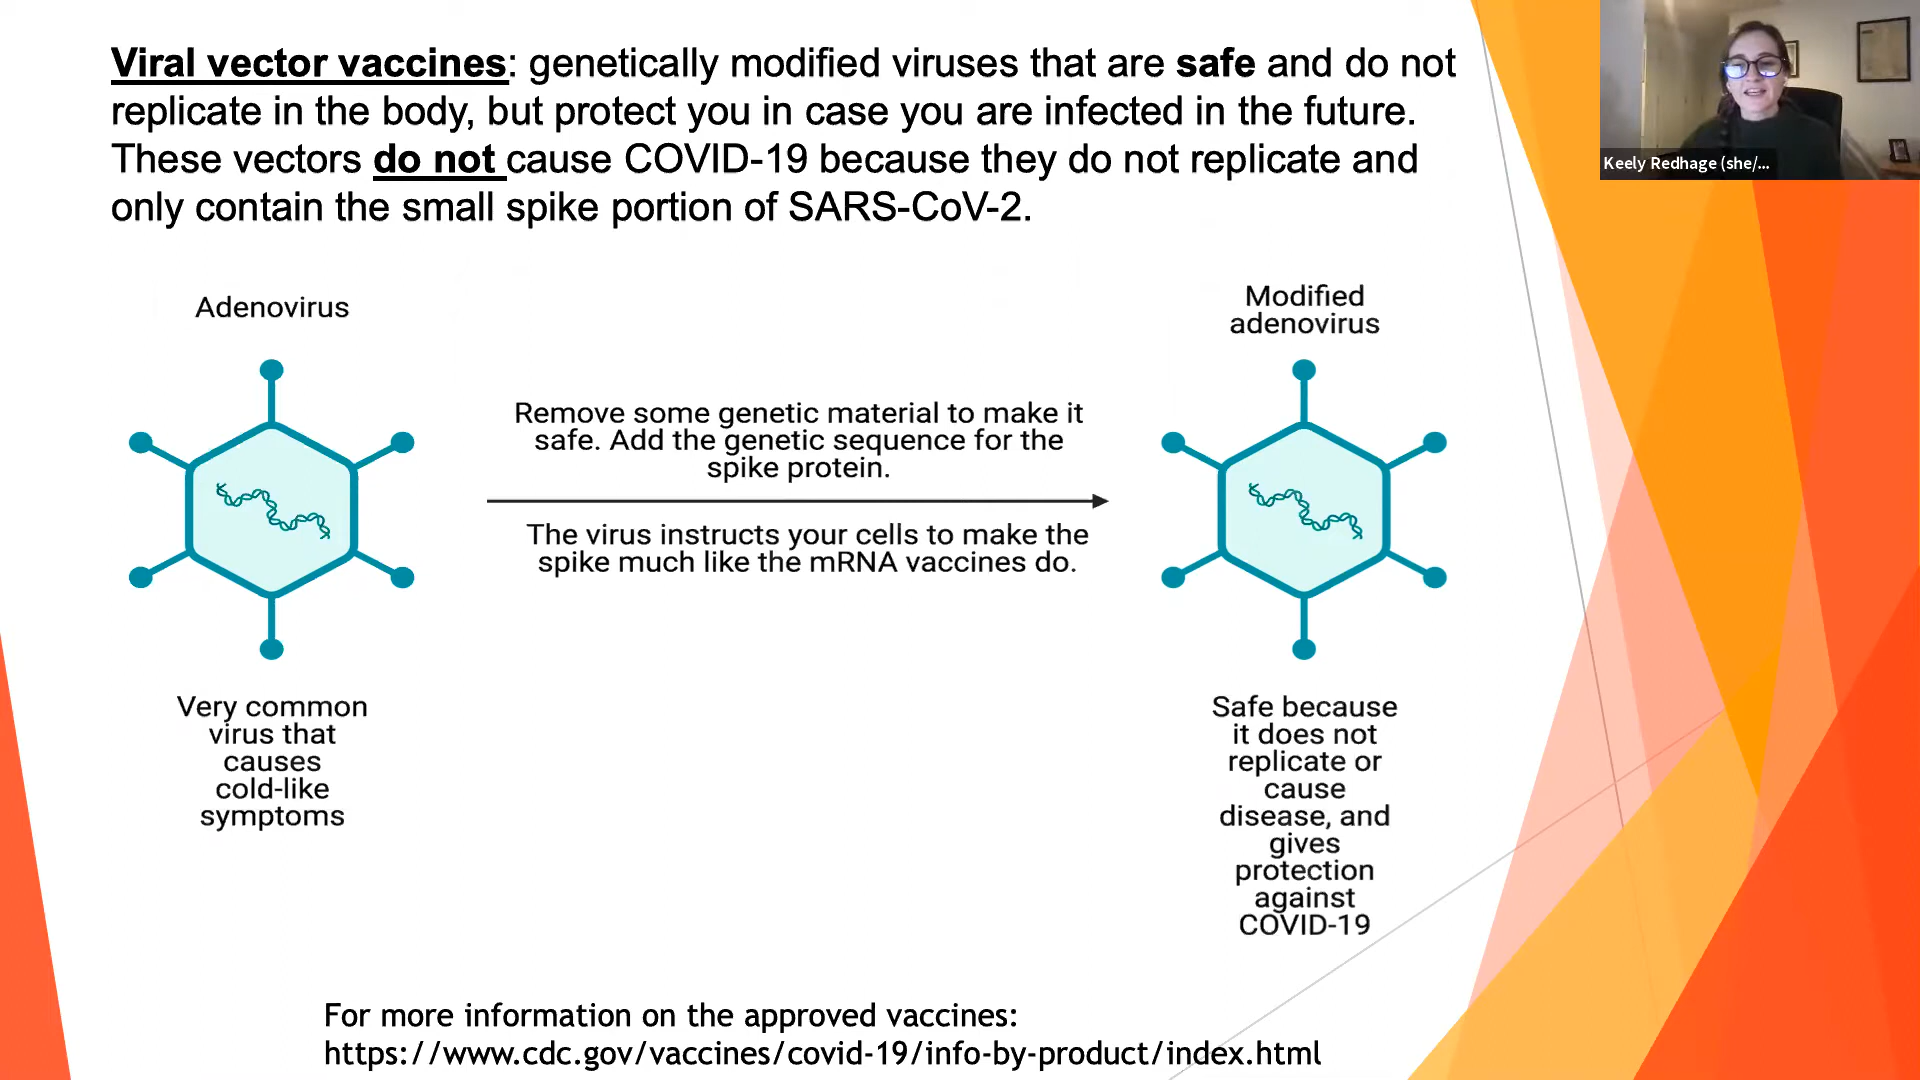 Viral vector vaccines: genetically modified viruses that are safe and do not
replicate in the body, but protect you in case you are infected in the future.
These vectors do not cause COVID-19 because they do not replicate and
only contain the small spike portion of SARS-CoV-2.
Keely Redhage (she/...
Adenovirus
Modified
adenovirus
Remove some genetic material to make it
safe. Add the genetic sequence for the
spike protein.
The virus instructs your cells to make the
spike much like the mRNA vaccines do.
Very common
virus that
causes
cold-like
symptoms
Safe because
it does not
replicate or
cause
disease, and
gives
protection
against
COVID-19
For more information on the approved vaccines:
https://www.cdc.gov/vaccines/covid-19/info-by-product/index.html